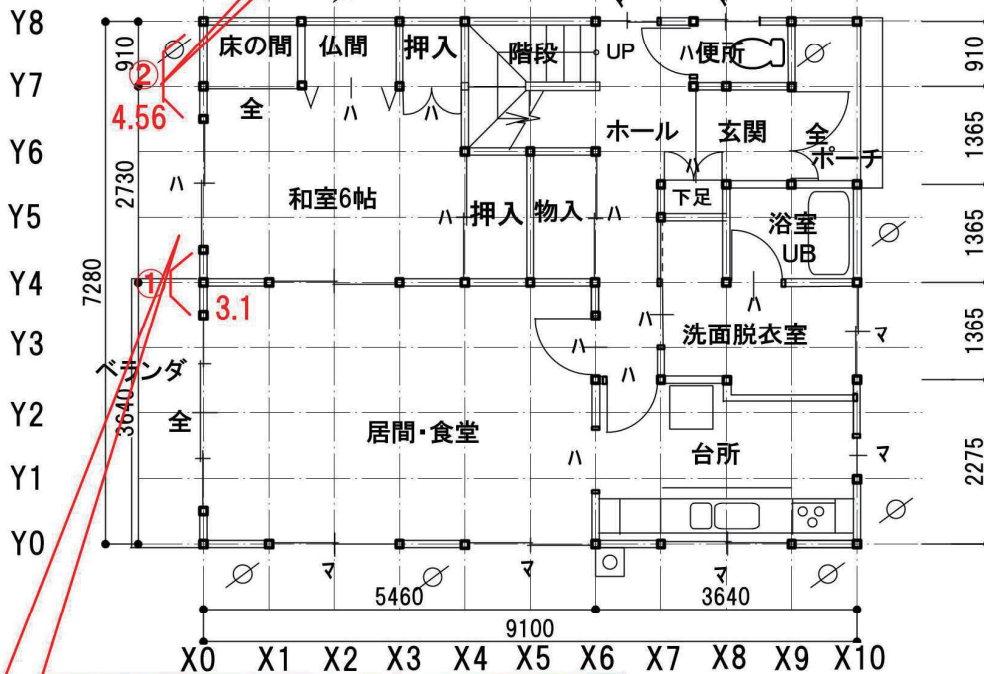 Y8
910
床の間
仏間
押入
階段
UP
ハ
便所
910
②
Y7
4.56
全
ハ
ハ
ホール
玄関
全
ポーチ
1365
Y6
2730
ハ
和室6帖
ハ
押入
物入
ハ
ハ
下足
浴室
UB
1365
Y5
7280
Y4
①
3.1
ハ
ハ
洗面脱衣室
マ
1365
Y3
ベランダ
ハ
ハ
3640
全
Y2
居間・食堂
ハ
台所
マ
2275
Y1
Y0
マ
マ
マ
5460
3640
9100
X0
X1
X2
X3
X4
X5
X6
X7
X8
X9
X10